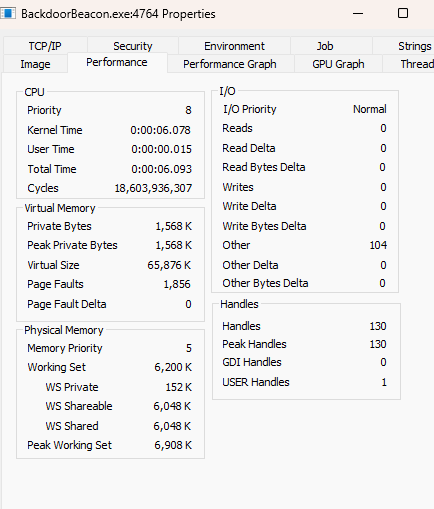 BackdoorBeacon.exe:4764 Properties
TCP/IP Security Environment Job Strings
Image Performance Performance Graph GPU Graph Thread
CPU
Priority 8
Kernel Time 0:00:06.078
User Time 0:00:00.015
Total Time 0:00:06.093
Cycles 18,603,936,307
Virtual Memory
Private Bytes 1,568 K
Peak Private Bytes 1,568 K
Virtual Size 65,876 K
Page Faults 1,856
Page Fault Delta 0
Physical Memory
Memory Priority 5
Working Set 6,200 K
WS Private 152 K
WS Shareable 6,048 K
WS Shared 6,048 K
Peak Working Set 6,908 K
I/O
I/O Priority Normal
Reads 0
Read Delta 0
Read Bytes Delta 0
Writes 0
Write Delta 0
Write Bytes Delta 0
Other 104
Other Delta 0
Other Bytes Delta 0
Handles
Handles 130
Peak Handles 130
GDI Handles 0
USER Handles 1